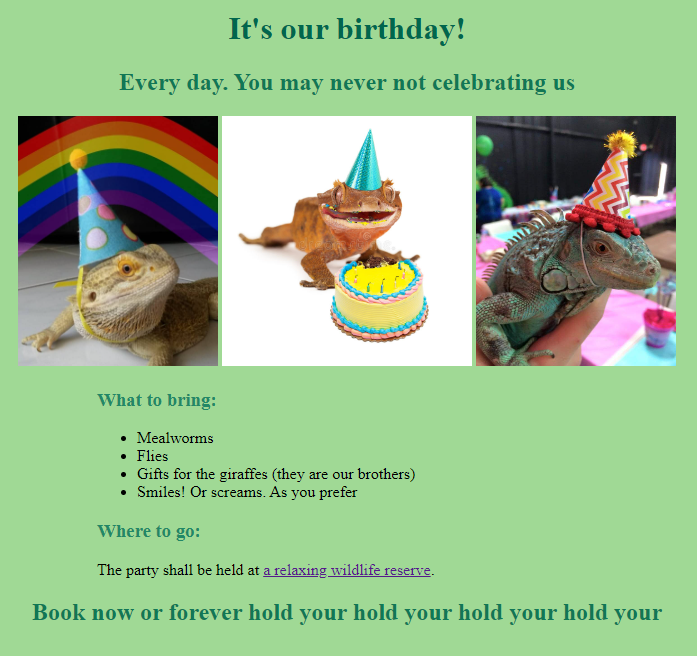 It's our birthday!
Every day. You may never not celebrating us
What to bring:
Mealworms
Flies
Gifts for the giraffes (they are our brothers)
Smiles! Or screams. As you prefer
Where to go:
The party shall be held at a relaxing wildlife reserve.
Book now or forever hold your hold your hold your hold your